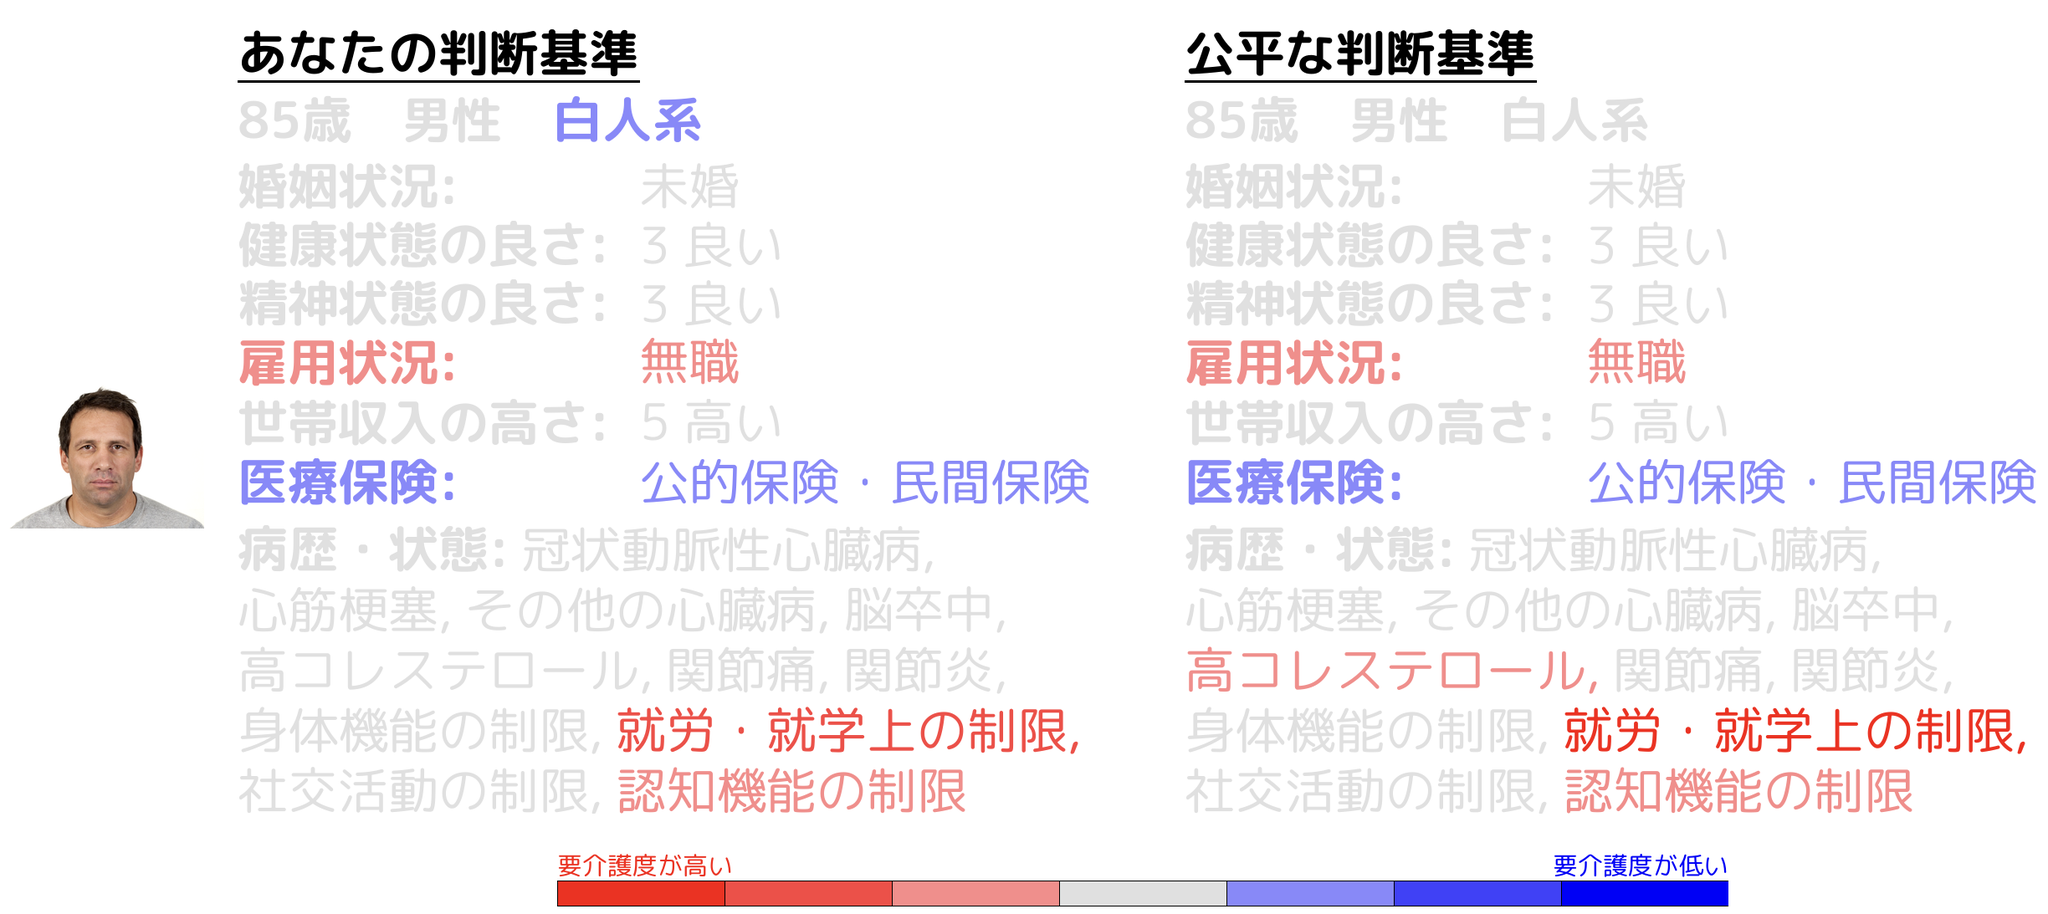 あなたの判断基準
85歳　男性　白人系
婚姻状況: 未婚
健康状態の良さ: 3 良い
精神状態の良さ: 3 良い
雇用状況: 無職
世帯収入の高さ: 5 高い
医療保険: 公的保険・民間保険
病歴・状態: 冠状動脈性心臓病,
心筋梗塞, その他の心臓病, 脳卒中,
高コレステロール, 関節痛, 関節炎,
身体機能の制限, 就労・就学上の制限,
社交活動の制限, 認知機能の制限
公平な判断基準
85歳　男性　白人系
婚姻状況: 未婚
健康状態の良さ: 3 良い
精神状態の良さ: 3 良い
雇用状況: 無職
世帯収入の高さ: 5 高い
医療保険: 公的保険・民間保険
病歴・状態: 冠状動脈性心臓病,
心筋梗塞, その他の心臓病, 脳卒中,
高コレステロール, 関節痛, 関節炎,
身体機能の制限, 就労・就学上の制限,
社交活動の制限, 認知機能の制限
要介護度が高い
要介護度が低い